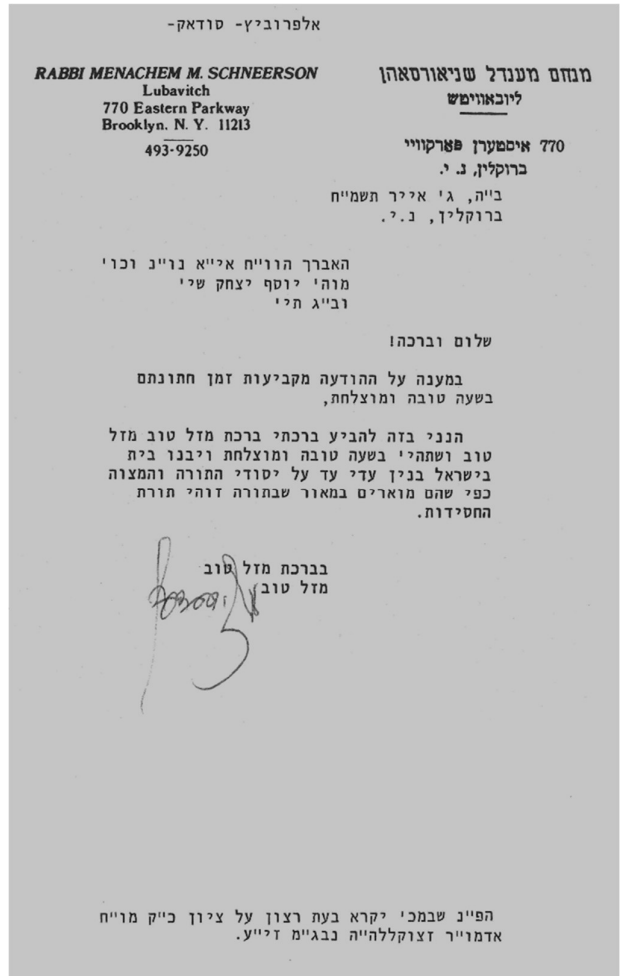 אלפרוביץ- סודאק-
RABBI MENACHEM M. SCHNEERSON
Lubavitch
770 Eastern Parkway
Brooklyn. N. Y. 11213
493-9250
מנחם מענדל שניאורסאהן
ליובאוויטש
770 איסטערן פארקוויי
ברוקלין, נ. י.
ב"ה, ג' אייר תשמ"ח
ברוקלין, נ.י.
האברך הוו"ח אי"א נו"נ וכו'
מוה' יוסף יצחק שי'
וב"ג תי'
שלום וברכה!
במענה על ההודעה מקביעות זמן חתונתם
בשעה טובה ומוצלחת,
הנני בזה להביע ברכתי ברכת מזל טוב מזל
טוב ושתהי' בשעה טובה ומוצלחת ויבנו בית
בישראל בנין עדי עד על יסודי התורה והמצוה
כפי שהם מוארים במאור שבתורה זוהי תורת
החסידות.
בברכת מזל טוב
מזל טוב
הפ"נ שבמכ' יקרא בעת רצון על ציון כ"ק מו"ח
אדמו"ר זצוקללה"ה נבג"מ זי"ע.